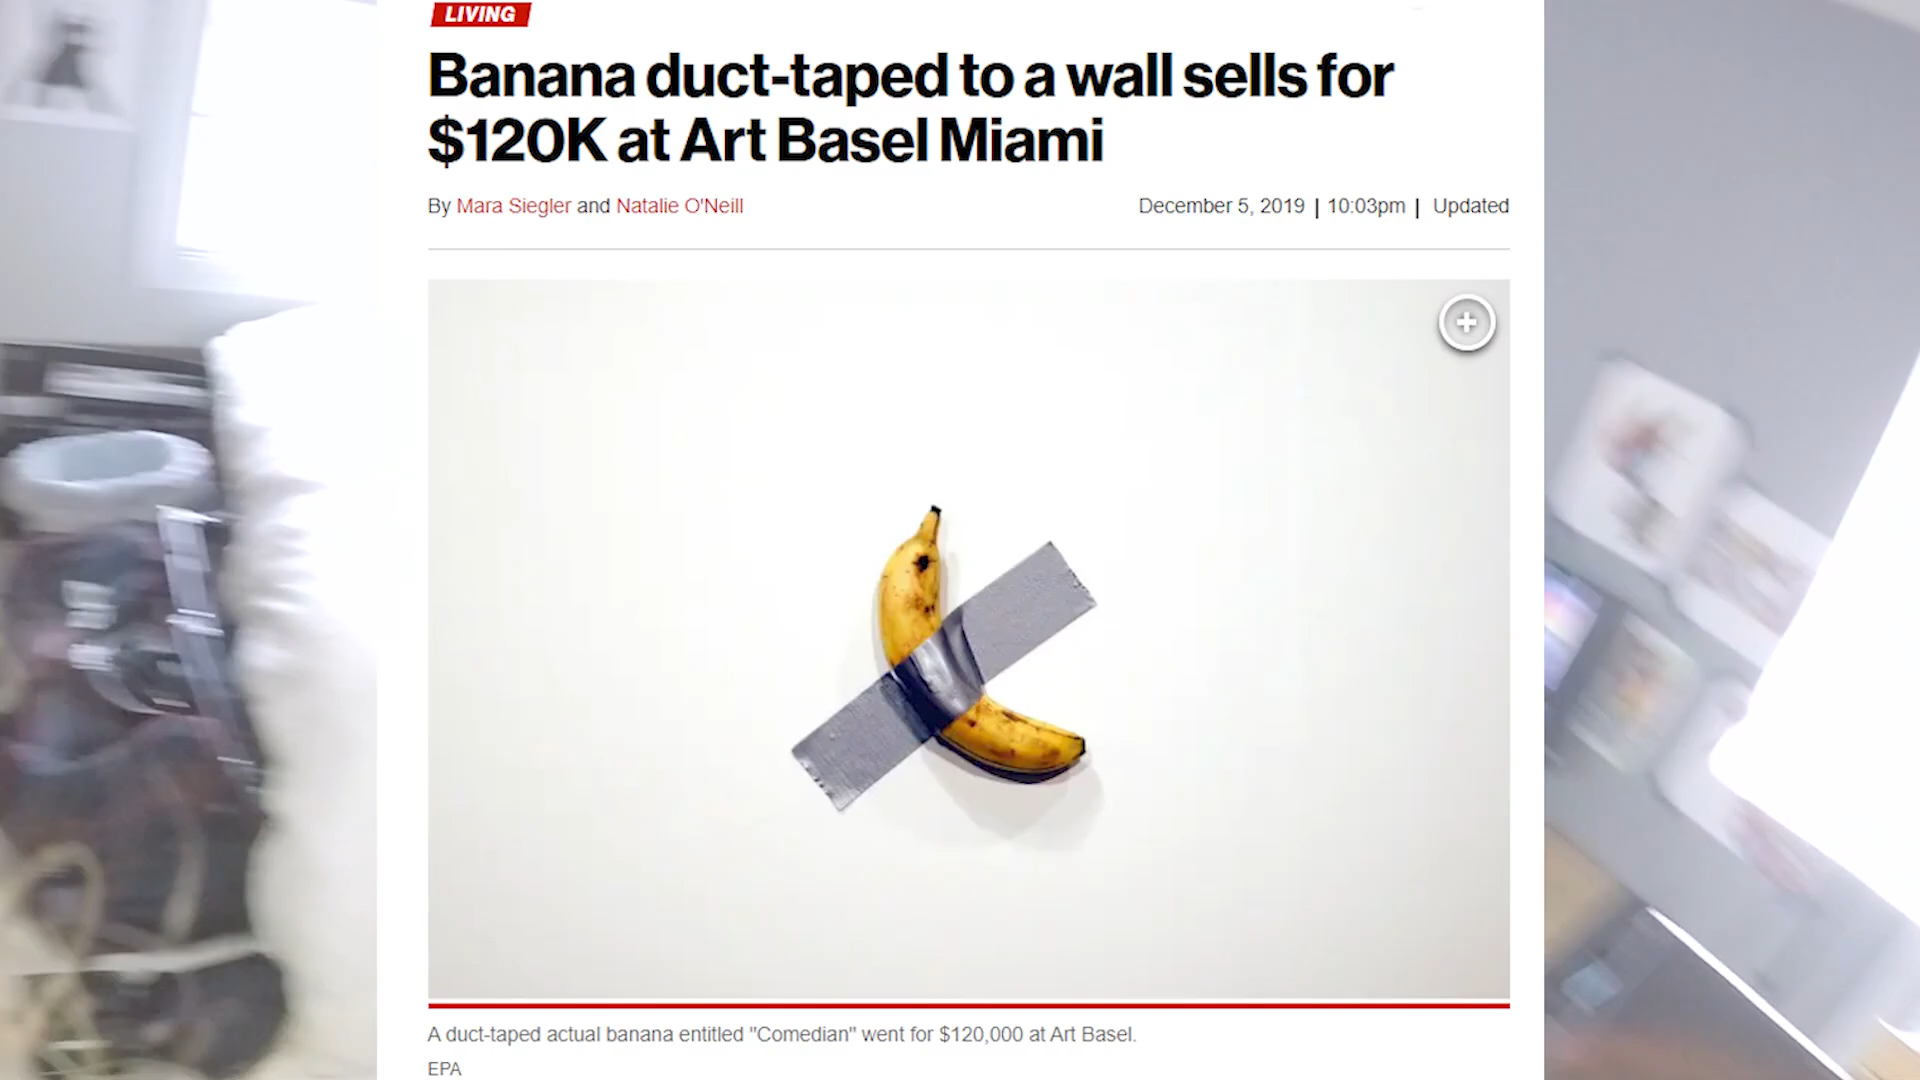 LIVING
Banana duct-taped to a wall sells for
$120K at Art Basel Miami
By Mara Siegler and Natalie O'Neill
December 5, 2019 | 10:03pm | Updated
A duct-taped actual banana entitled "Comedian" went for $120,000 at Art Basel.
EPA